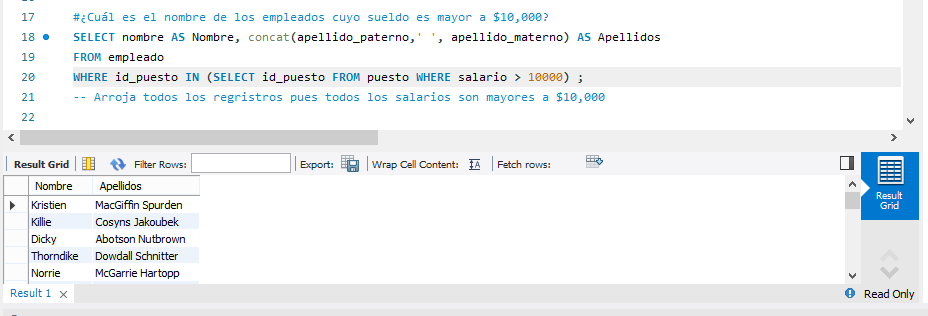 17 #¿Cuál es el nombre de los empleados cuyo sueldo es mayor a $10,000?
18 SELECT nombre AS Nombre, concat(apellido_paterno,' ', apellido_materno) AS Apellidos
19 FROM empleado
20 WHERE id_puesto IN (SELECT id_puesto FROM puesto WHERE salario > 10000) ;
21 -- Arroja todos los regristros pues todos los salarios son mayores a $10,000
22
Result Grid Filter Rows: Export: Wrap Cell Content: IA Fetch rows:
Result Grid
Nombre Apellidos
Kristien MacGiffin Spurden
Killie Cosyns Jakoubek
Dicky Abotson Nutbrown
Thorndike Dowdall Schnitter
Norrie McGarrie Hartopp
Result 1 Read Only